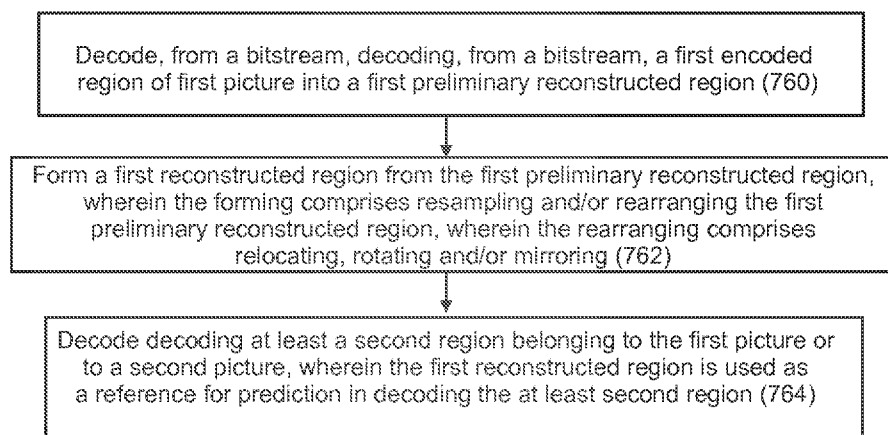 Decode, from a bitstream, decoding, from a bitstream, a first encoded
region of first picture into a first preliminary reconstructed region (760)
Form a first reconstructed region from the first preliminary reconstructed region,
wherein the forming comprises resampling and/or rearranging the first
preliminary reconstructed region, wherein the rearranging comprises
relocating, rotating and/or mirroring (762)
Decode decoding at least a second region belonging to the first picture or
to a second picture, wherein the first reconstructed region is used as
a reference for prediction in decoding the at least second region (764)